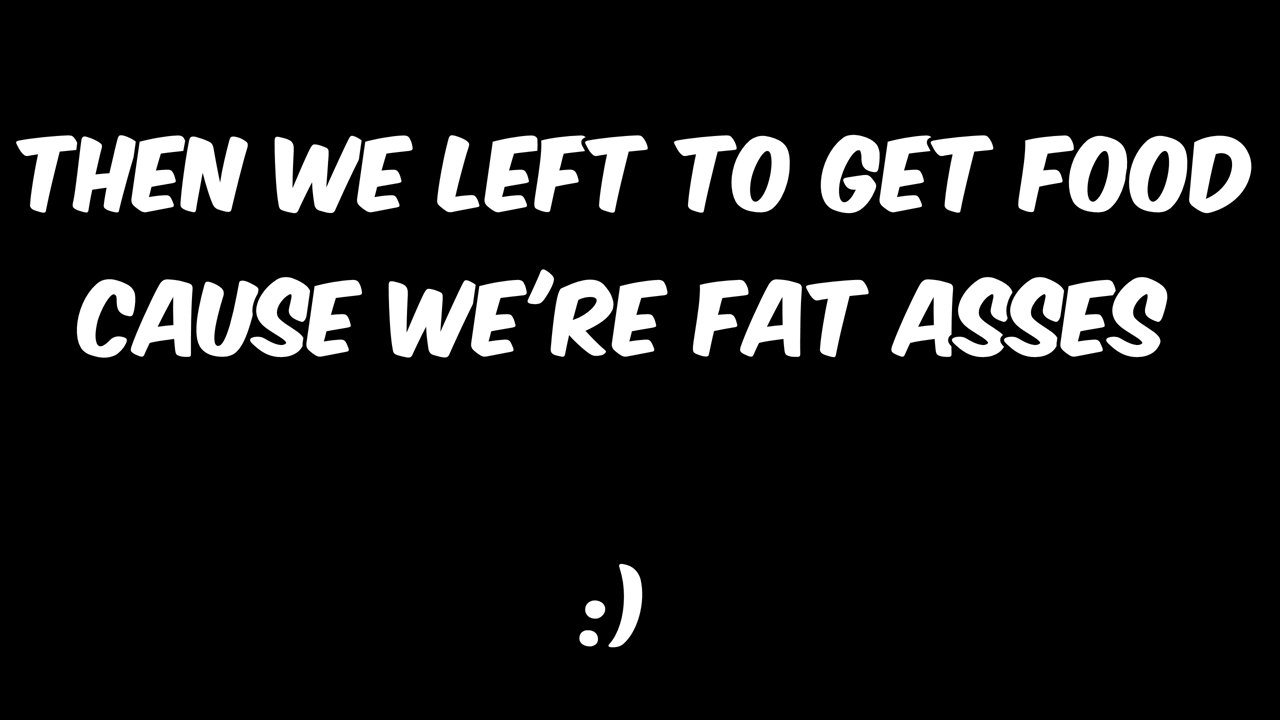 THEN WE LEFT TO GET FOOD
CAUSE WE'RE FAT ASSES
:)